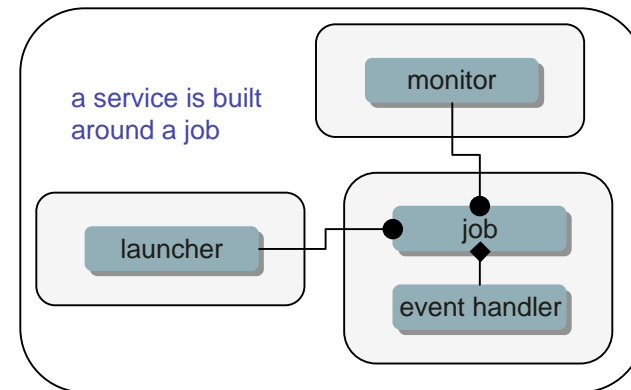 monitor
a service is built
around a job
job
launcher
event handler